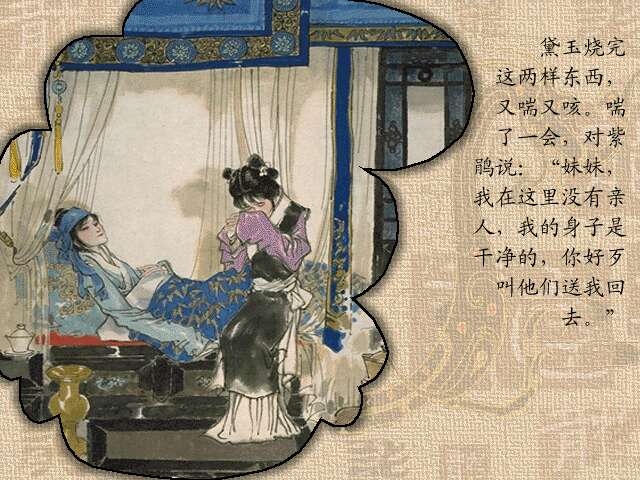 黛玉烧完
这两样东西，
又喘又咳。喘
了一会，对紫
鹃说：“妹妹，
我在这里没有亲
人，我的身子是
干净的，你好歹
叫他们送我回
去。”